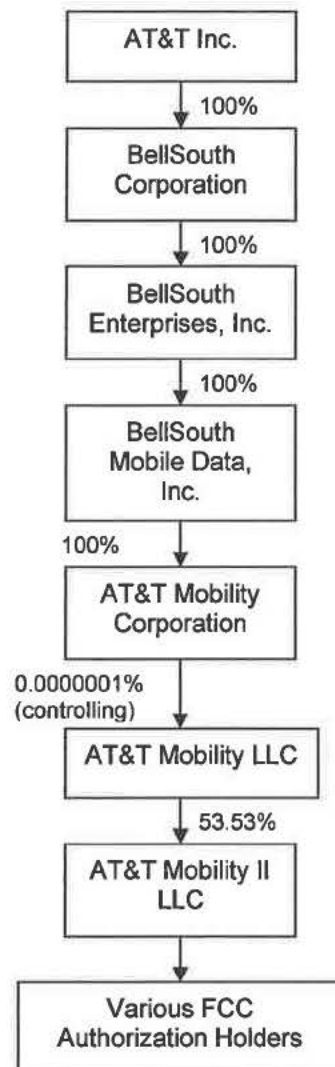 AT&T Inc.
100%
BellSouth
Corporation
100%
BellSouth
Enterprises, Inc.
100%
BellSouth
Mobile Data,
Inc.
100%
AT&T Mobility
Corporation
0.0000001%
(controlling)
AT&T Mobility LLC
53.53%
AT&T Mobility II
LLC
Various FCC
Authorization Holders